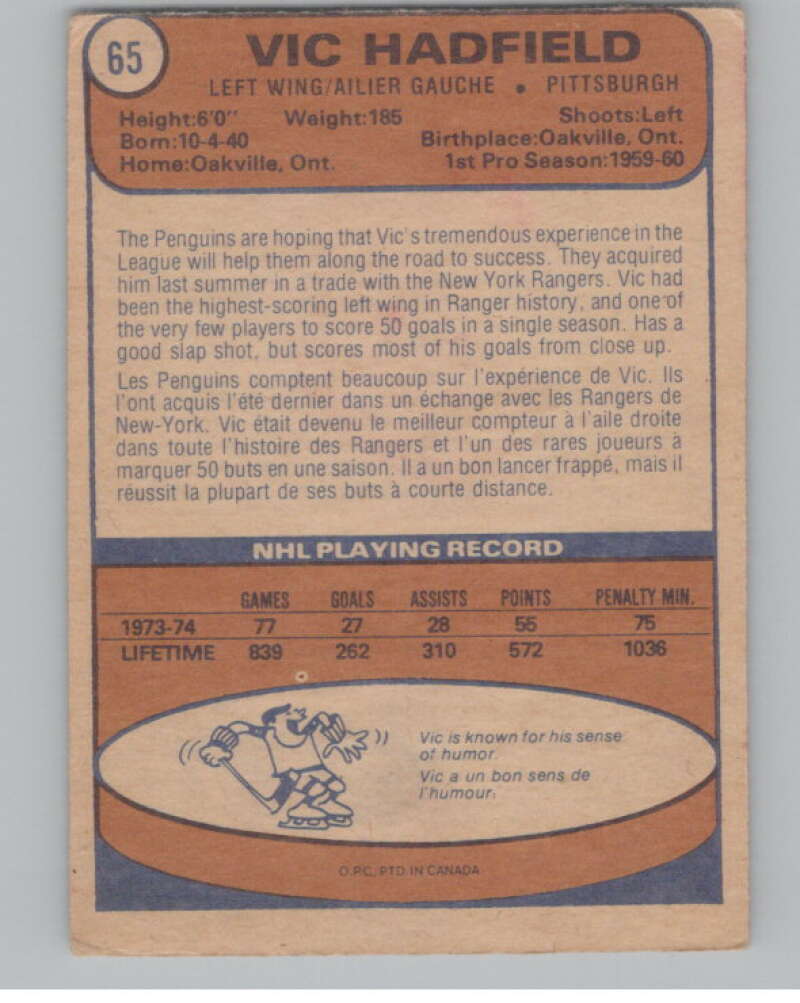 65
VIC HADFIELD
LEFT WING/AILIER GAUCHE • PITTSBURGH
Height:6'0" Weight:185 Shoots:Left
Born:10-4-40 Birthplace:Oakville, Ont.
Home:Oakville, Ont. 1st Pro Season:1959-60
The Penguins are hoping that Vic's tremendous experience in the
League will help them along the road to success. They acquired
him last summer in a trade with the New York Rangers. Vic had
been the highest-scoring left wing in Ranger history, and one of
the very few players to score 50 goals in a single season. Has a
good slap shot, but scores most of his goals from close up.
Les Penguins comptent beaucoup sur l'expérience de Vic. Ils
l'ont acquis l'été dernier dans un échange avec les Rangers de
New-York. Vic était devenu le meilleur compteur à l'aile droite
dans toute l'histoire des Rangers et l'un des rares joueurs à
marquer 50 buts en une saison. Il a un bon lancer frappé, mais il
réussit la plupart de ses buts à courte distance.
NHL PLAYING RECORD
GAMES GOALS ASSISTS POINTS PENALTY MIN.
1973-74 77 27 28 55 75
LIFETIME 839 262 310 572 1036
Vic is known for his sense
of humor.
Vic a un bon sens de
l'humour.
O.P.C. PTD IN CANADA